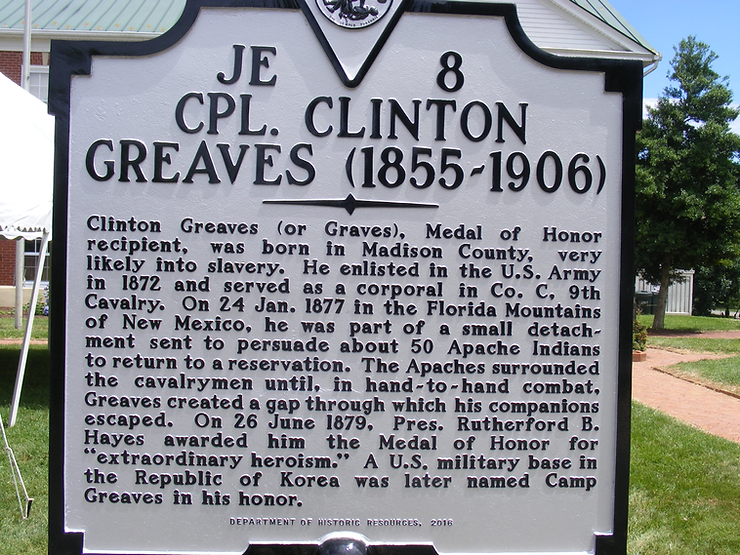 JE 8
CPL. CLINTON
GREAVES (1855-1906)
Clinton Greaves (or Graves), Medal of Honor
recipient, was born in Madison County, very
likely into slavery. He enlisted in the U.S. Army
in 1872 and served as a corporal in Co. C, 9th
Cavalry. On 24 Jan. 1877 in the Florida Mountains
of New Mexico, he was part of a small detach-
ment sent to persuade about 50 Apache Indians
to return to a reservation. The Apaches surrounded
the cavalrymen until, in hand-to-hand combat,
Greaves created a gap through which his companions
escaped. On 26 June 1879, Pres. Rutherford B.
Hayes awarded him the Medal of Honor for
“extraordinary heroism.” A U.S. military base in
the Republic of Korea was later named Camp
Greaves in his honor.
DEPARTMENT OF HISTORIC RESOURCES, 2016